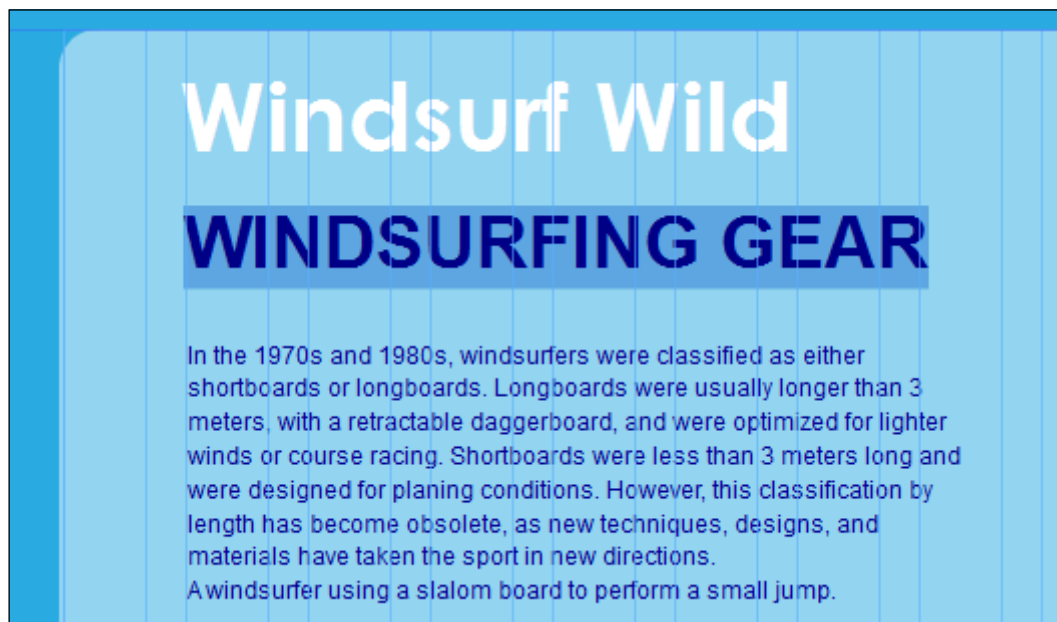 Windsurf Wild
WINDSURFING GEAR
In the 1970s and 1980s, windsurfers were classified as either
shortboards or longboards. Longboards were usually longer than 3
meters, with a retractable daggerboard, and were optimized for lighter
winds or course racing. Shortboards were less than 3 meters long and
were designed for planing conditions. However, this classification by
length has become obsolete, as new techniques, designs, and
materials have taken the sport in new directions.
A windsurfer using a slalom board to perform a small jump.